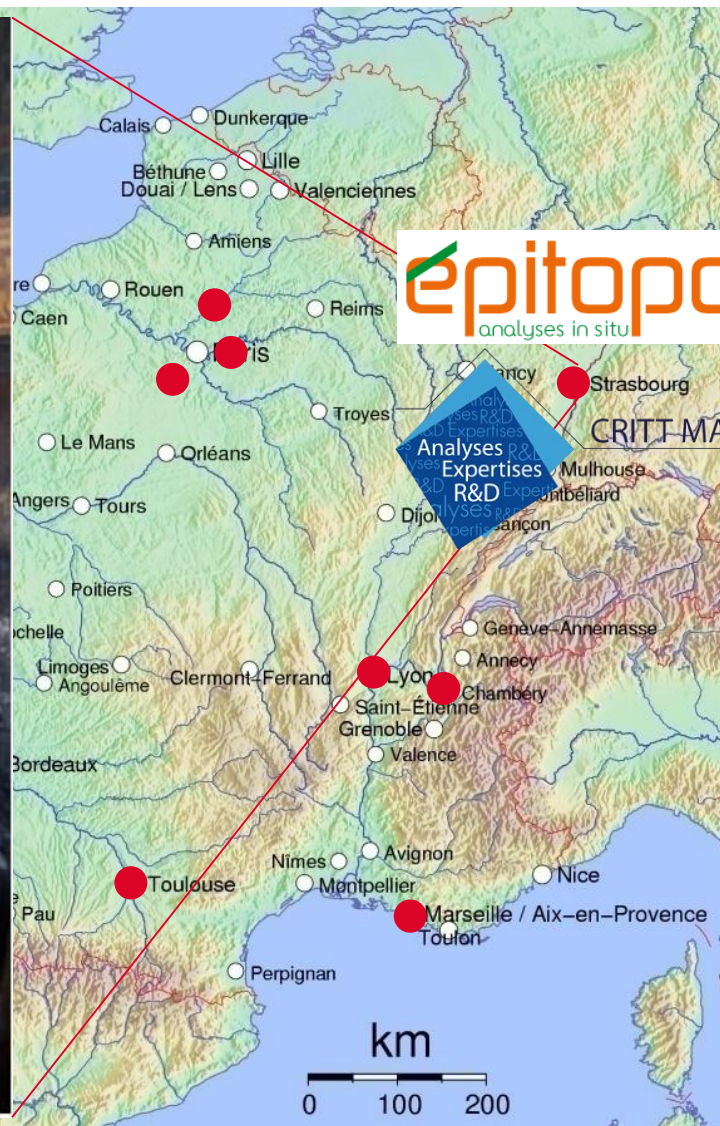 Calais
Dunkerque
Lille
Béthune
Douai / Lens
Valenciennes
Amiens
Rouen
Reims
Caen
épitopo
analyses in situ
Strasbourg
Troyes
CRITT MA
Le Mans
Orléans
Analyses
Expertises
R&D
Mulhouse
Angers
Tours
Poitiers
Genève-Annemasse
Annecy
Limoges
Angoulême
Clermont-Ferrand
Lyon
Chambéry
Saint-Étienne
Grenoble
Valence
Bordeaux
Nîmes
Avignon
Nice
Toulouse
Montpellier
Pau
Marseille / Aix-en-Provence
Toulon
Perpignan
km
0 100 200